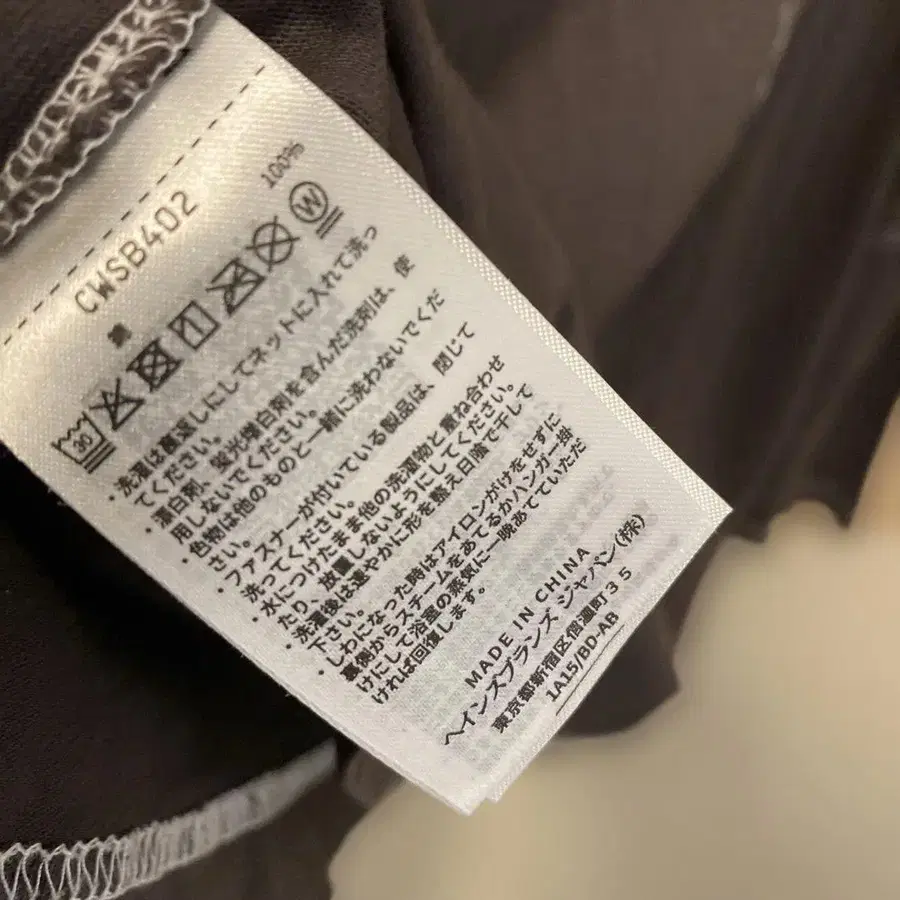 CWSB402
100%
30
W
・洗濯は裏返しにしてネットに入れて洗っ
てください。
・漂白剤、蛍光増白剤を含んだ洗剤は、使
用しないでください。
・色物は他のものと一緒に洗わないでくだ
さい。
・ファスナーが付いている製品は、閉じて
洗ってください。
・水につけたまま他の洗濯物と重ね合わせ
たり、放置しないようにしてください。
・洗濯後は速やかに形を整え日陰で干して
下さい。
・しわになった時はアイロンがけをせずに
裏側からスチームをあてるかハンガー掛
けにして浴室の蒸気に一晩あてていただ
ければ回復します。
MADE IN CHINA
ヘインズブランズ ジャパン(株)
東京都新宿区信濃町35
1A15/BD-AB